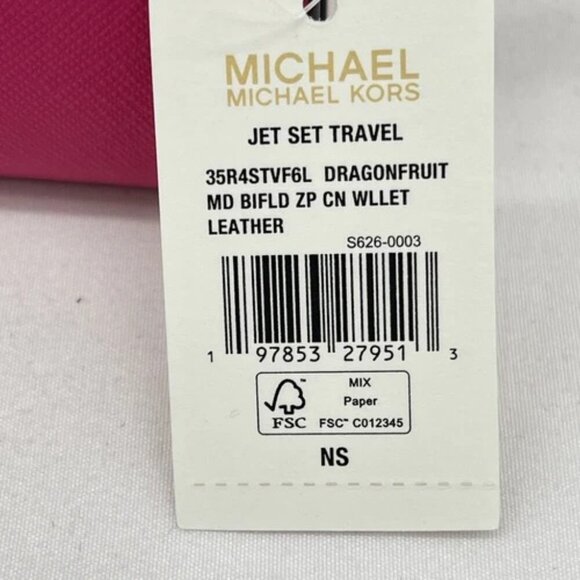 MICHAEL
MICHAEL KORS
JET SET TRAVEL
35R4STVF6L DRAGONFRUIT
MD BIFLD ZP CN WLLET
LEATHER
S626-0003
1 97853 27951 3
FSC
MIX
Paper
FSC™ C012345
NS